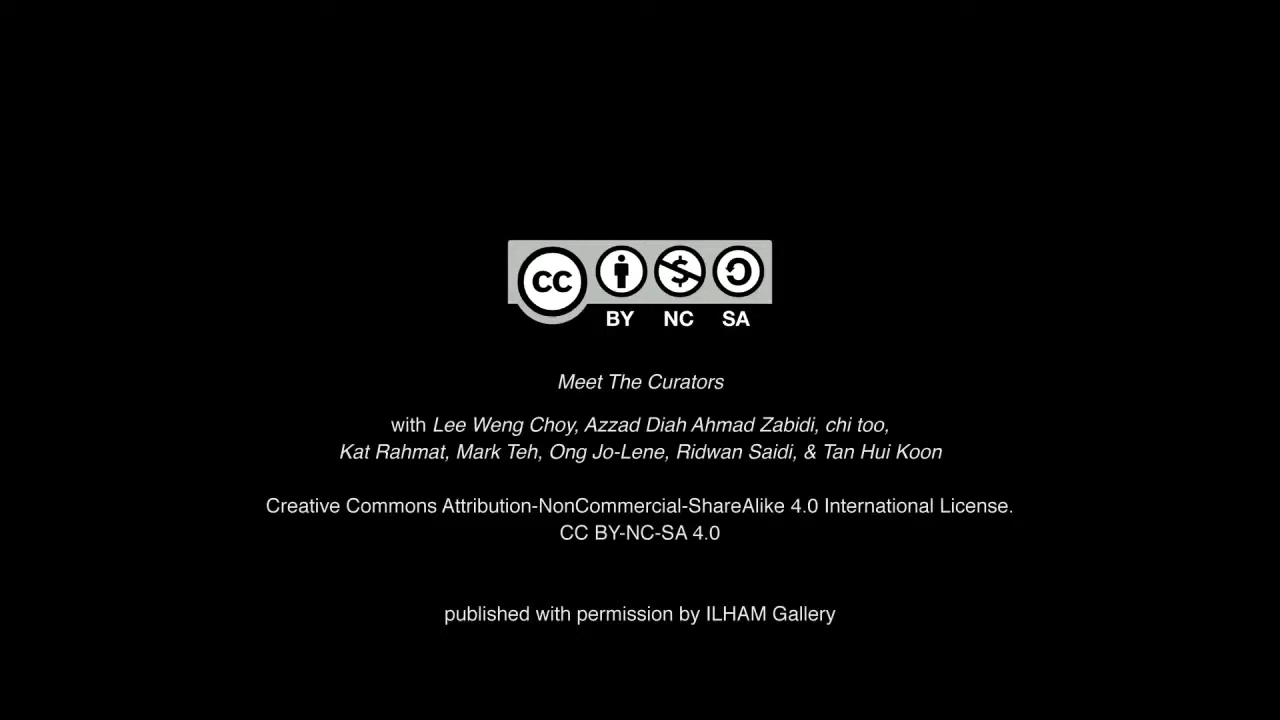 CC
BY NC SA
Meet The Curators
with Lee Weng Choy, Azzad Diah Ahmad Zabidi, chi too,
Kat Rahmat, Mark Teh, Ong Jo-Lene, Ridwan Saidi, & Tan Hui Koon
Creative Commons Attribution-NonCommercial-ShareAlike 4.0 International License.
CC BY-NC-SA 4.0
published with permission by ILHAM Gallery